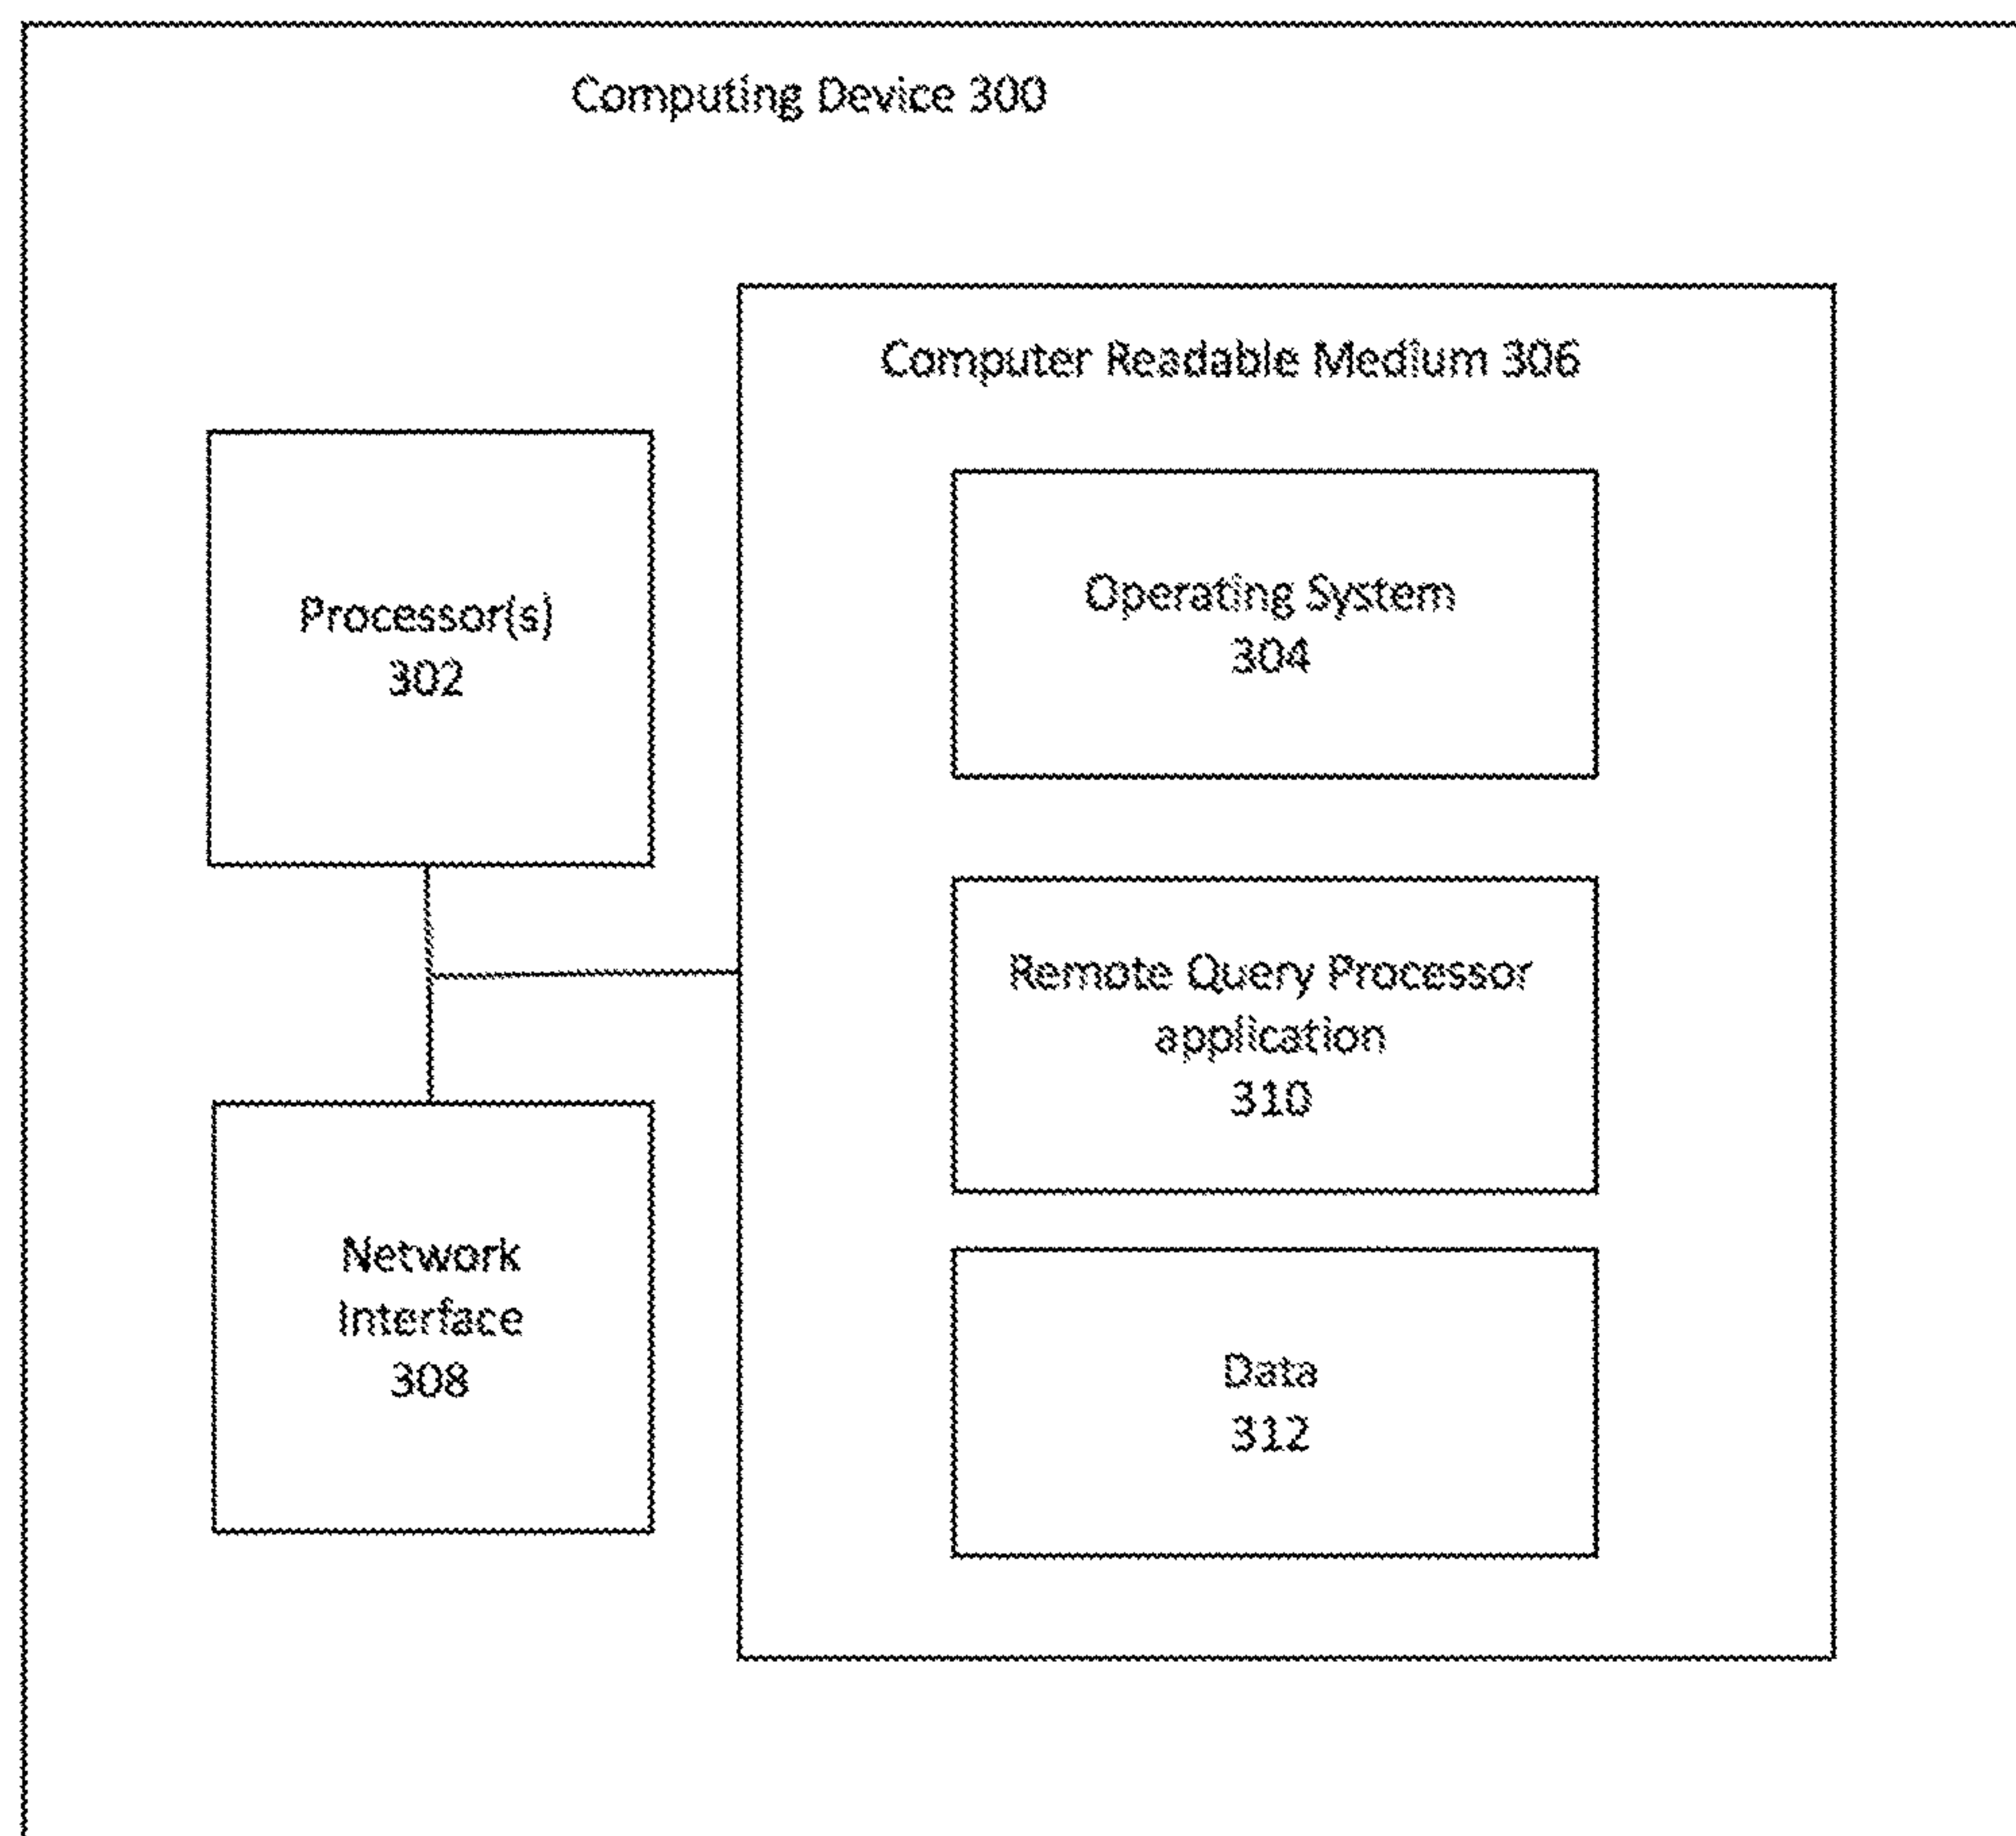 Computing Device 300
Computer Readable Medium 306
Processor(s)
302
Operating System
304
Remote Query Processor
application
310
Network
Interface
308
Data
312